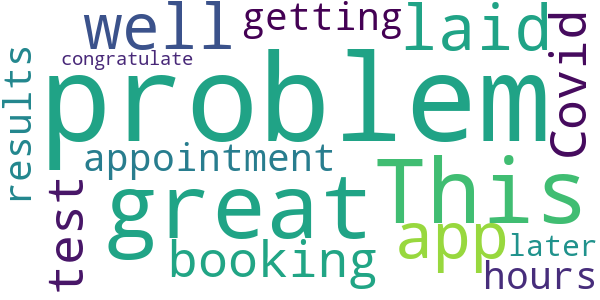 getting
well
laid
Covid
congratulate
results
problem
appointment
This
great
test
app
booking
later
hours